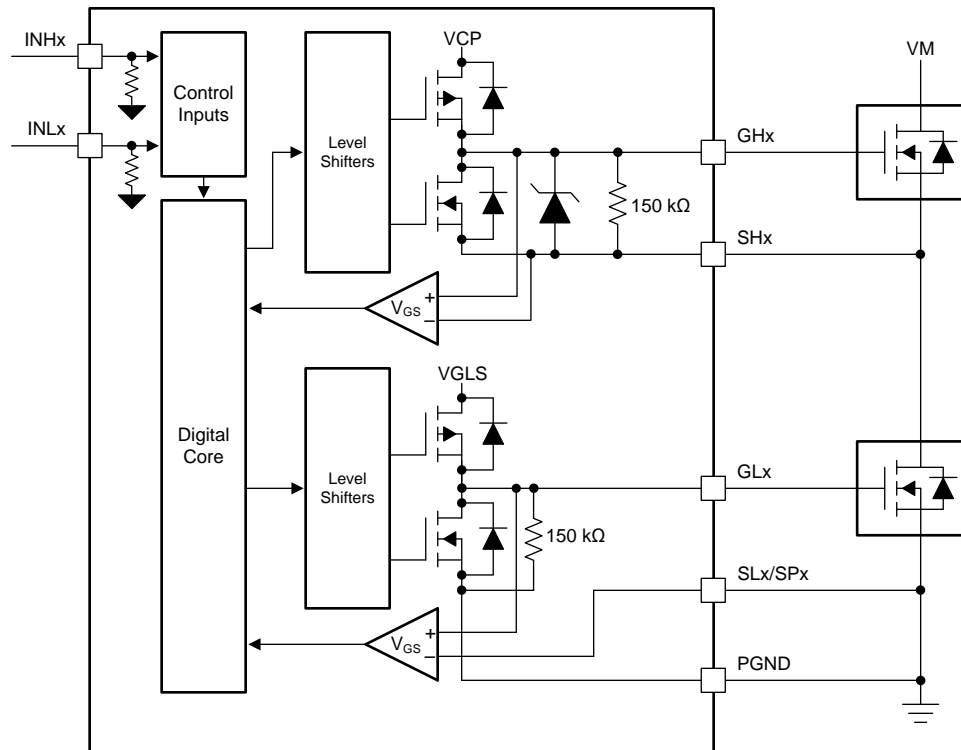 INHx
INLx
Control
Inputs
Level
Shifters
VCP
VM
GHx
150 kΩ
SHx
VGS
+
−
Digital
Core
Level
Shifters
VGLS
GLx
150 kΩ
SLx/SPx
VGS
+
−
PGND